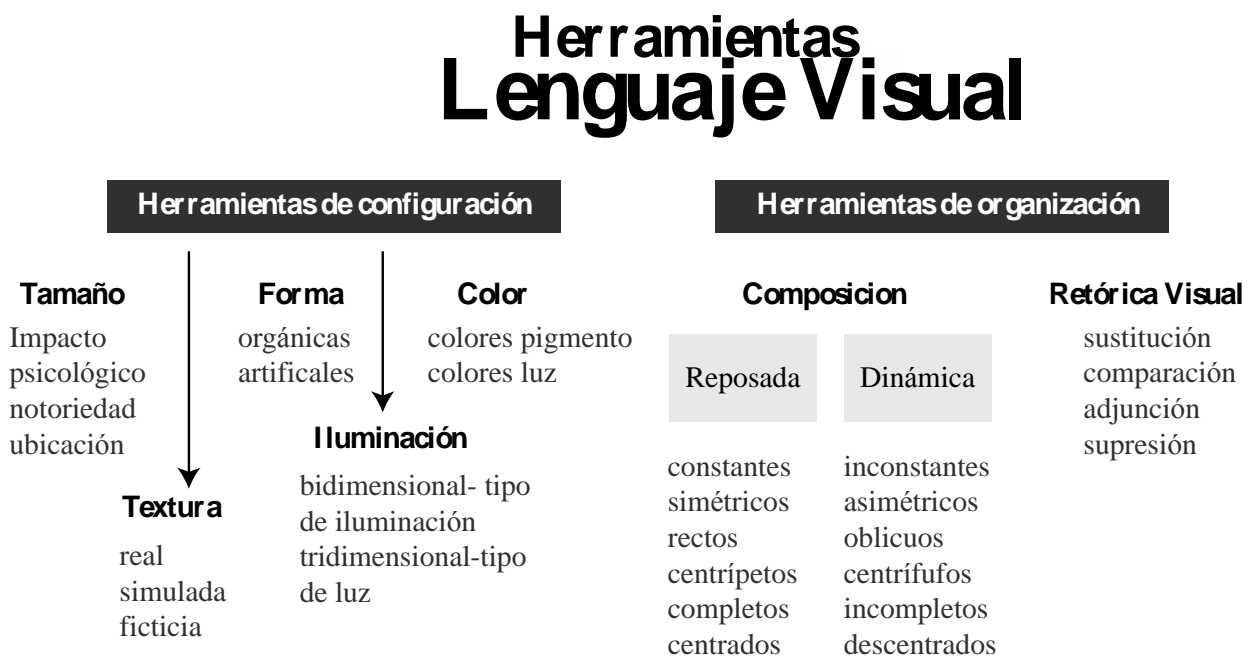 Herramientas
Lenguaje Visual
Herramientas de configuración
Tamaño
Impacto
psicológico
notoriedad
ubicación
Textura
real
simulada
ficticia
Forma
orgánicas
artificales
Iluminación
bidimensional- tipo
de iluminación
tridimensional-tipo
de luz
Color
colores pigmento
colores luz
Herramientas de organización
Composicion
Reposada
constantes
simétricos
rectos
centrípetos
completos
centrados
Dinámica
inconstantes
asimétricos
oblicuos
centrífufos
incompletos
descentrados
Retórica Visual
sustitución
comparación
adjunción
supresión